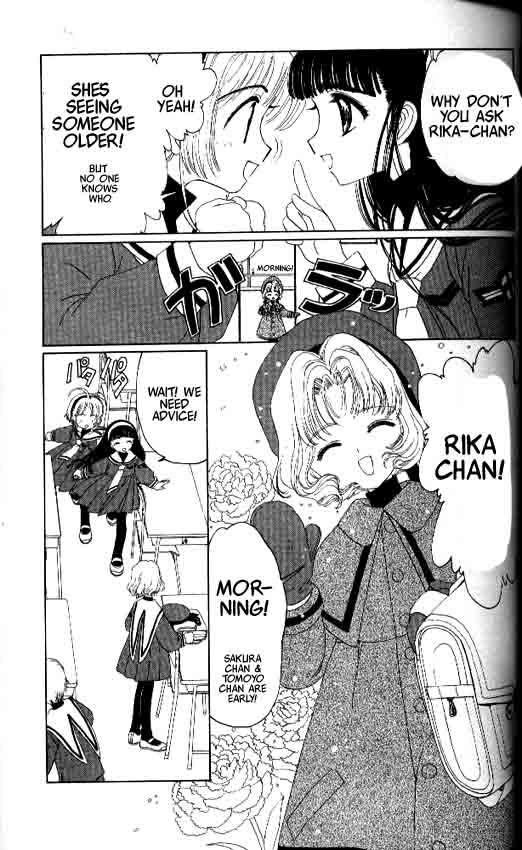 WHY DON'T
YOU ASK
RIKA-CHAN?
OH
YEAH!
SHES
SEEING
SOMEONE
OLDER!
BUT
NO ONE
KNOWS
WHO
ガラッ
MORNING!
RIKA
CHAN!
MOR-
NING!
SAKURA
CHAN &
TOMOYO
CHAN ARE
EARLY!
WAIT! WE
NEED
ADVICE!
パタパタ